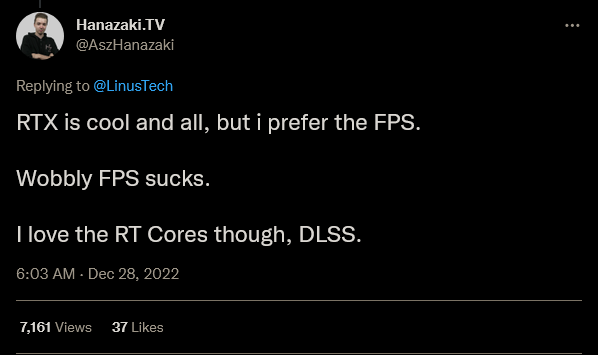 Hanazaki.TV
@AszHanazaki
Replying to @LinusTech
RTX is cool and all, but i prefer the FPS.
Wobbly FPS sucks.
I love the RT Cores though, DLSS.
6:03 AM · Dec 28, 2022
7,161 Views 37 Likes